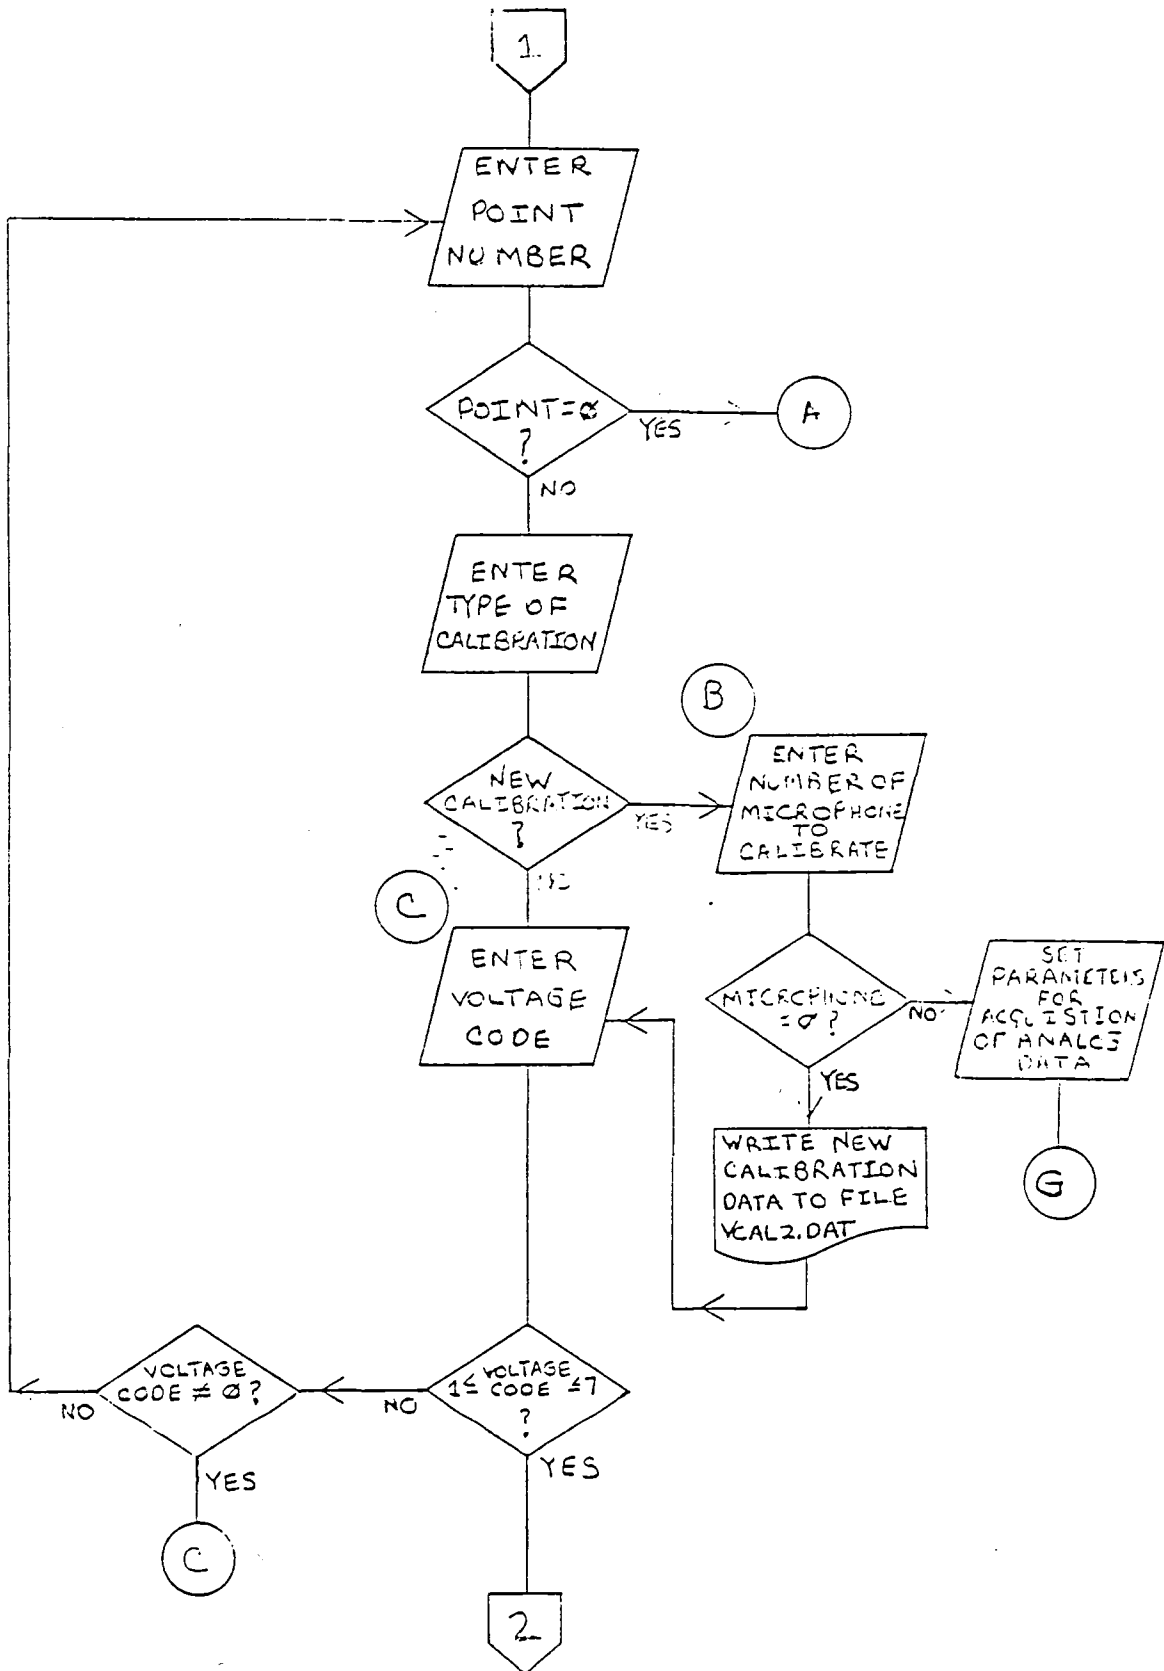 1
ENTER
POINT
NUMBER
POINT=Ø
?
YES
A
NO
ENTER
TYPE OF
CALIBRATION
B
NEW
CALIBRATION
?
YES
NO
ENTER
NUMBER OF
MICROPHONE
TO
CALIBRATE
C
ENTER
VOLTAGE
CODE
MICROPHONE
=Ø?
NO
SET
PARAMETERS
FOR
ACQUISTION
OF ANALOG
DATA
YES
WRITE NEW
CALIBRATION
DATA TO FILE
VCAL2.DAT
G
VOLTAGE
CODE ≠ Ø?
NO
YES
1≤ VOLTAGE
CODE ≤7
?
NO
YES
C
2